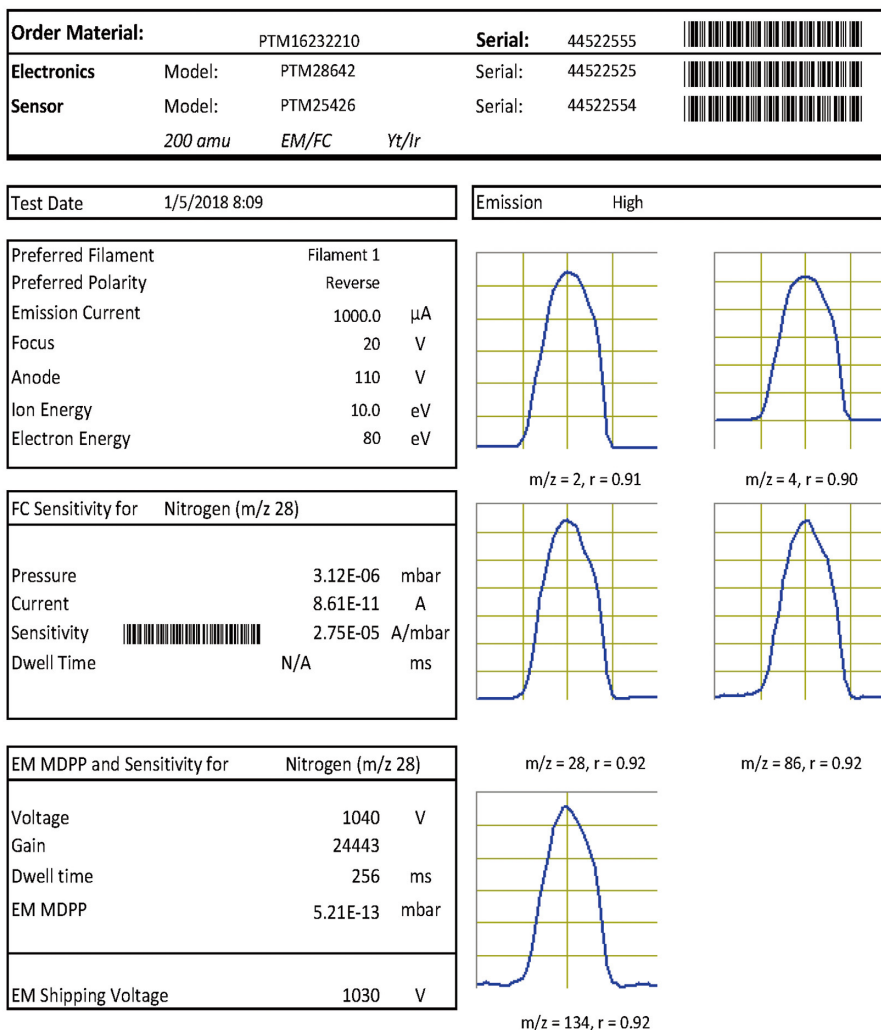 Order Material: PTM16232210 Serial: 44522555
Electronics Model: PTM28642 Serial: 44522525
Sensor Model: PTM25426 Serial: 44522554
200 amu EM/FC Yt/Ir
Test Date 1/5/2018 8:09
Emission High
Preferred Filament Filament 1
Preferred Polarity Reverse
Emission Current 1000.0 µA
Focus 20 V
Anode 110 V
Ion Energy 10.0 eV
Electron Energy 80 eV
m/z = 2, r = 0.91
m/z = 4, r = 0.90
FC Sensitivity for Nitrogen (m/z 28)
Pressure 3.12E-06 mbar
Current 8.61E-11 A
Sensitivity 2.75E-05 A/mbar
Dwell Time N/A ms
m/z = 28, r = 0.92
m/z = 86, r = 0.92
EM MDPP and Sensitivity for Nitrogen (m/z 28)
Voltage 1040 V
Gain 24443
Dwell time 256 ms
EM MDPP 5.21E-13 mbar
EM Shipping Voltage 1030 V
m/z = 134, r = 0.92